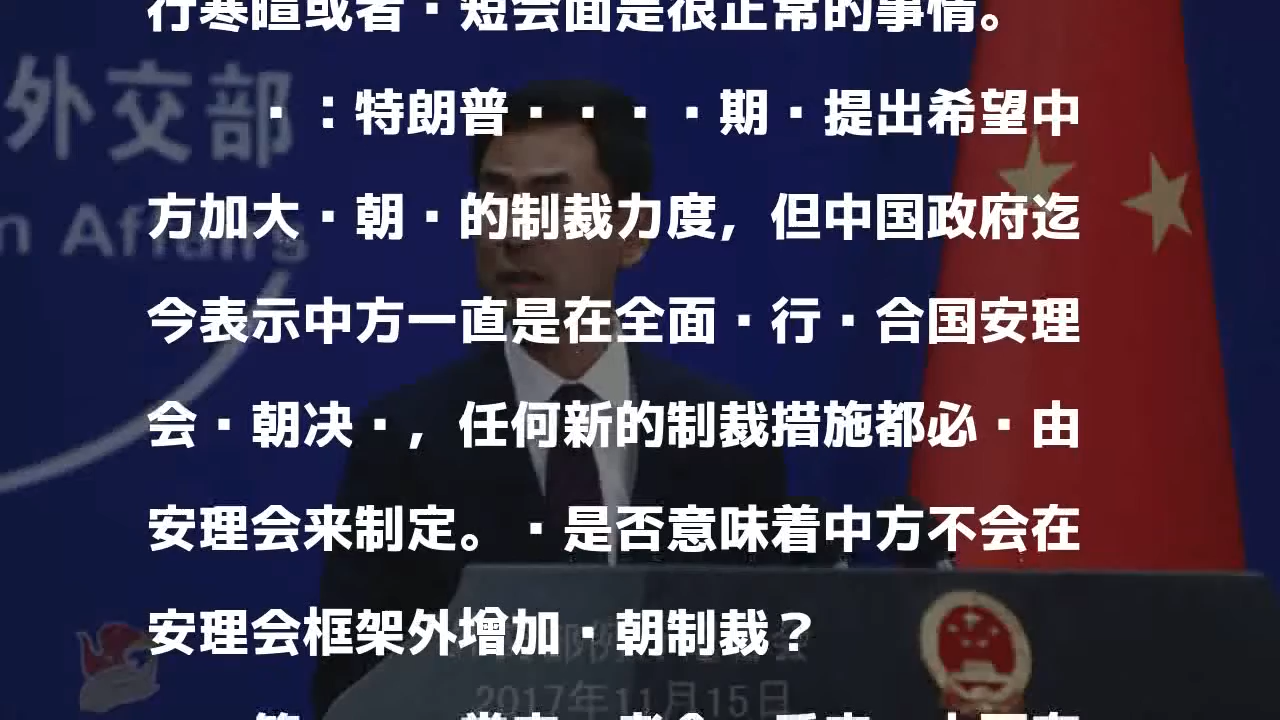 行寒暄或者·短会面是很正常的事情。
·：特朗普····期·提出希望中
方加大·朝·的制裁力度，但中国政府迄
今表示中方一直是在全面·行·合国安理
会·朝决·，任何新的制裁措施都必·由
安理会来制定。·是否意味着中方不会在
安理会框架外增加·朝制裁？
外交部
n Affairs
2017年11月15日